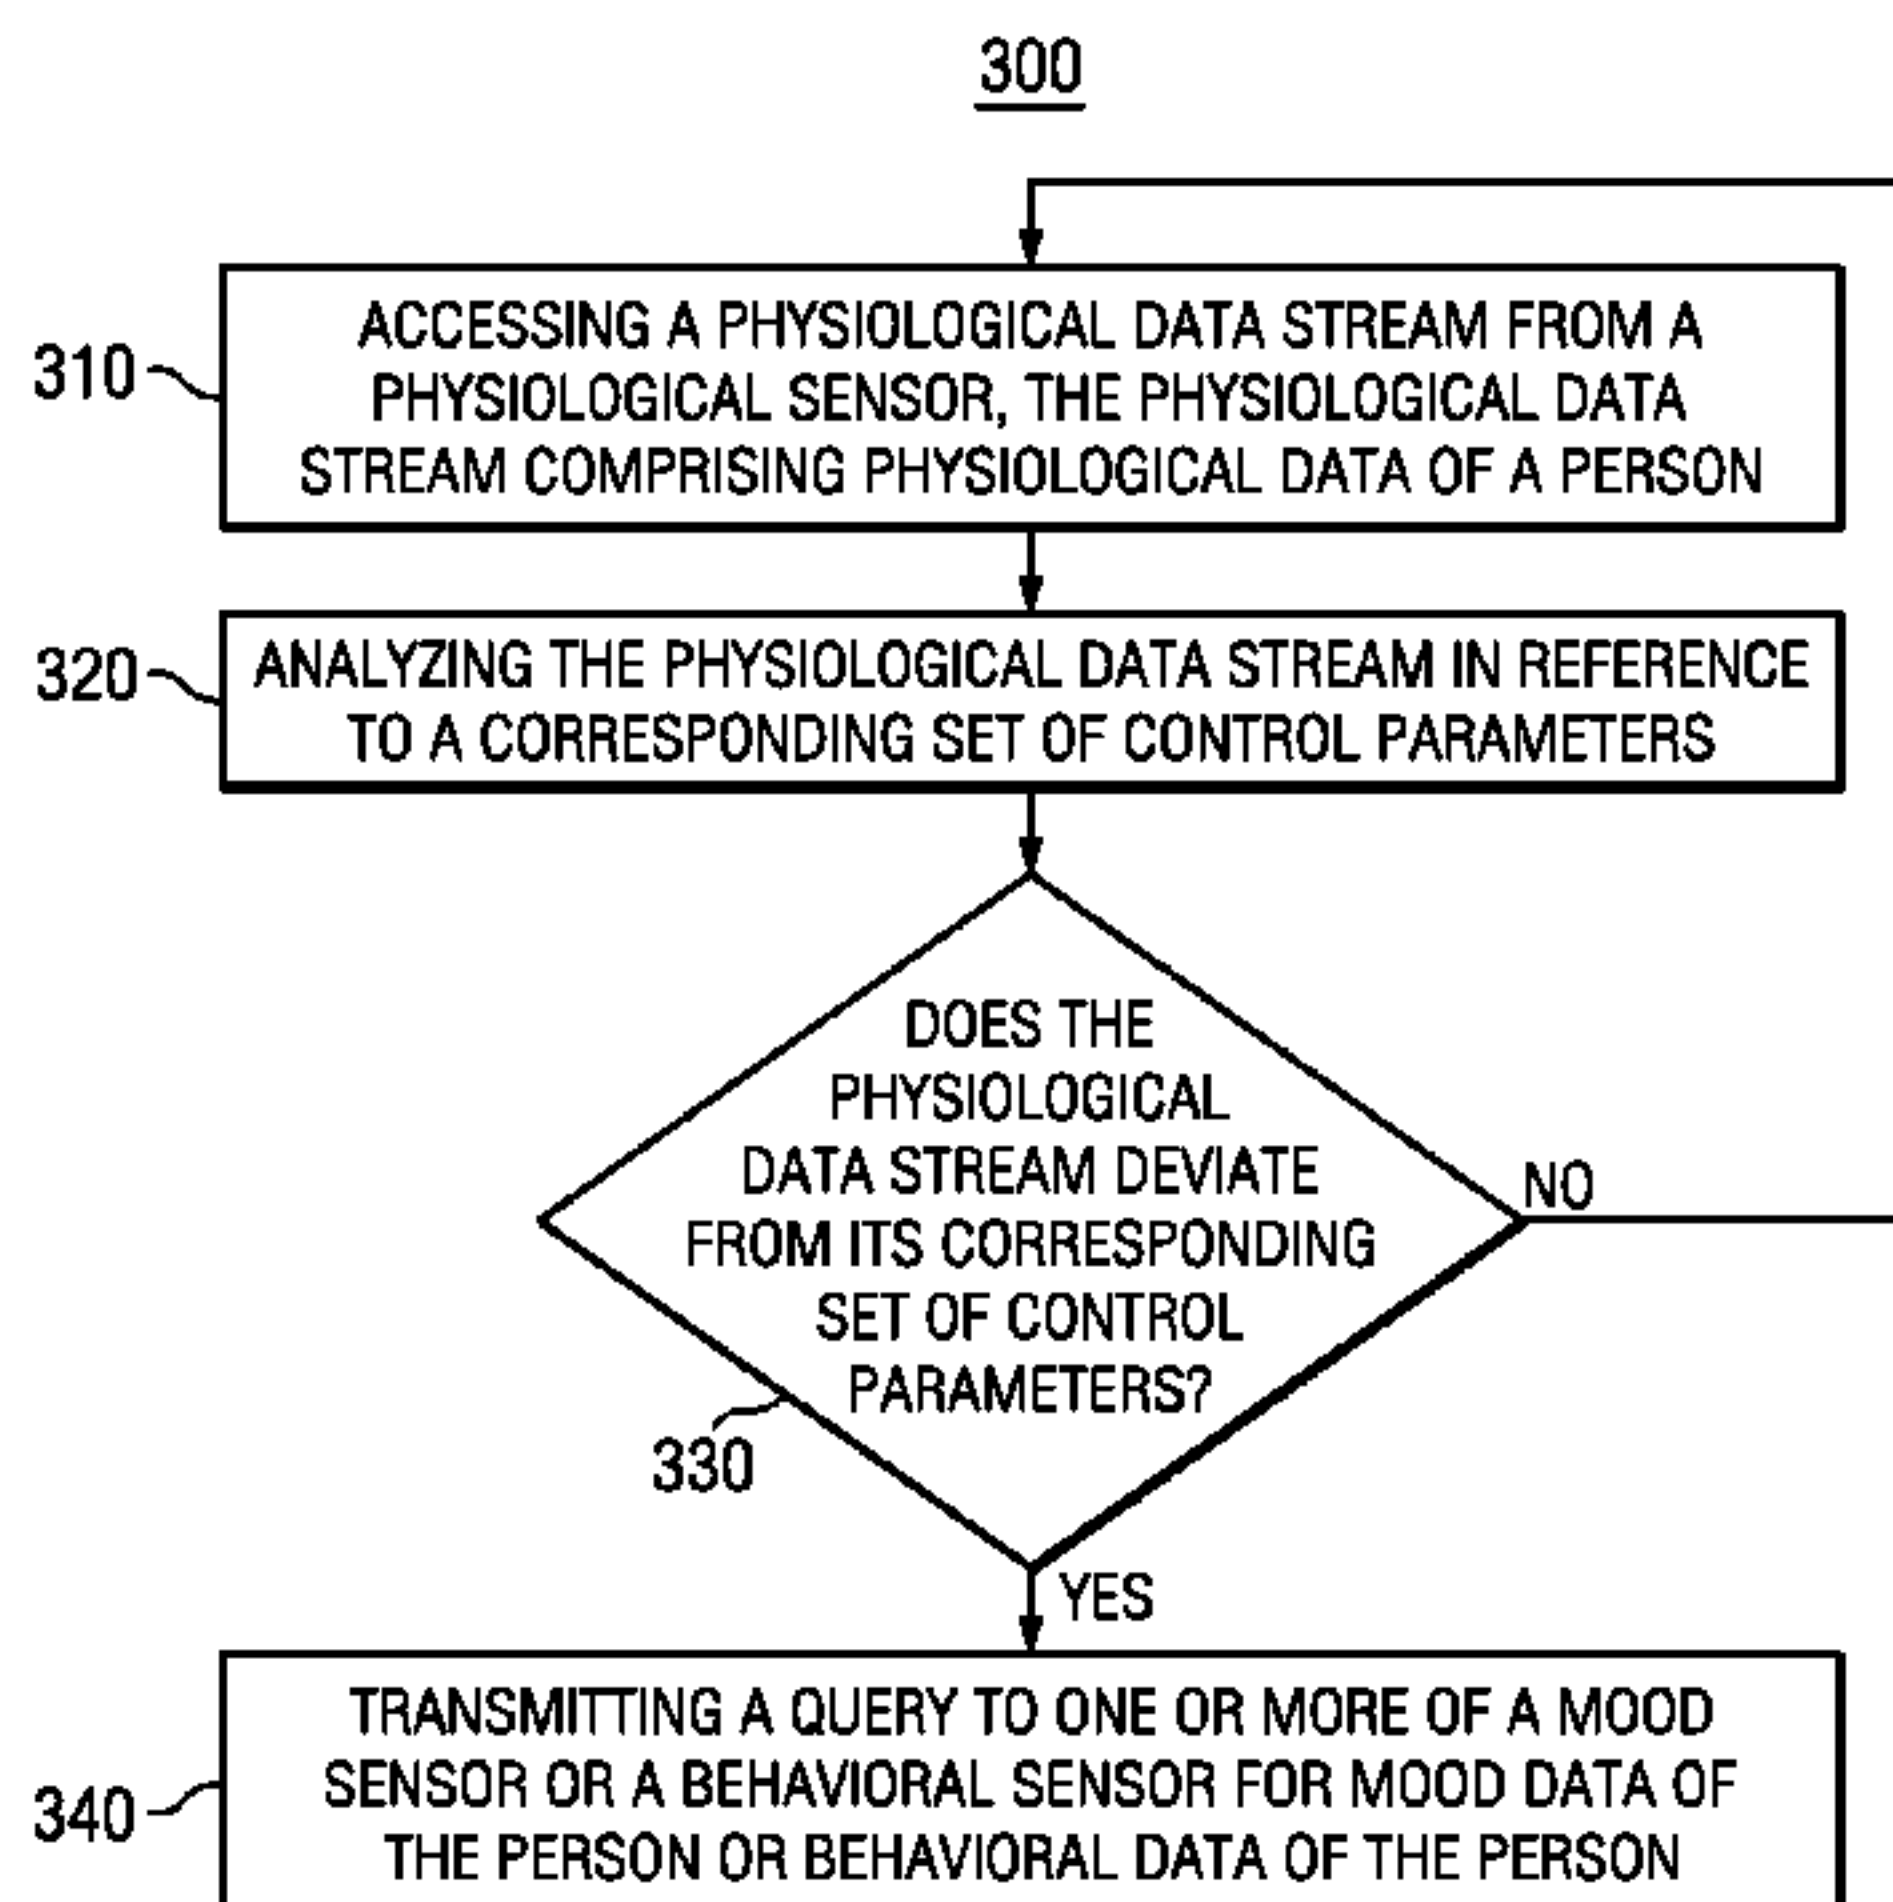 300
310
ACCESSING A PHYSIOLOGICAL DATA STREAM FROM A
PHYSIOLOGICAL SENSOR, THE PHYSIOLOGICAL DATA
STREAM COMPRISING PHYSIOLOGICAL DATA OF A PERSON
320
ANALYZING THE PHYSIOLOGICAL DATA STREAM IN REFERENCE
TO A CORRESPONDING SET OF CONTROL PARAMETERS
DOES THE
PHYSIOLOGICAL
DATA STREAM DEVIATE
FROM ITS CORRESPONDING
SET OF CONTROL
PARAMETERS?
NO
330
YES
340
TRANSMITTING A QUERY TO ONE OR MORE OF A MOOD
SENSOR OR A BEHAVIORAL SENSOR FOR MOOD DATA OF
THE PERSON OR BEHAVIORAL DATA OF THE PERSON